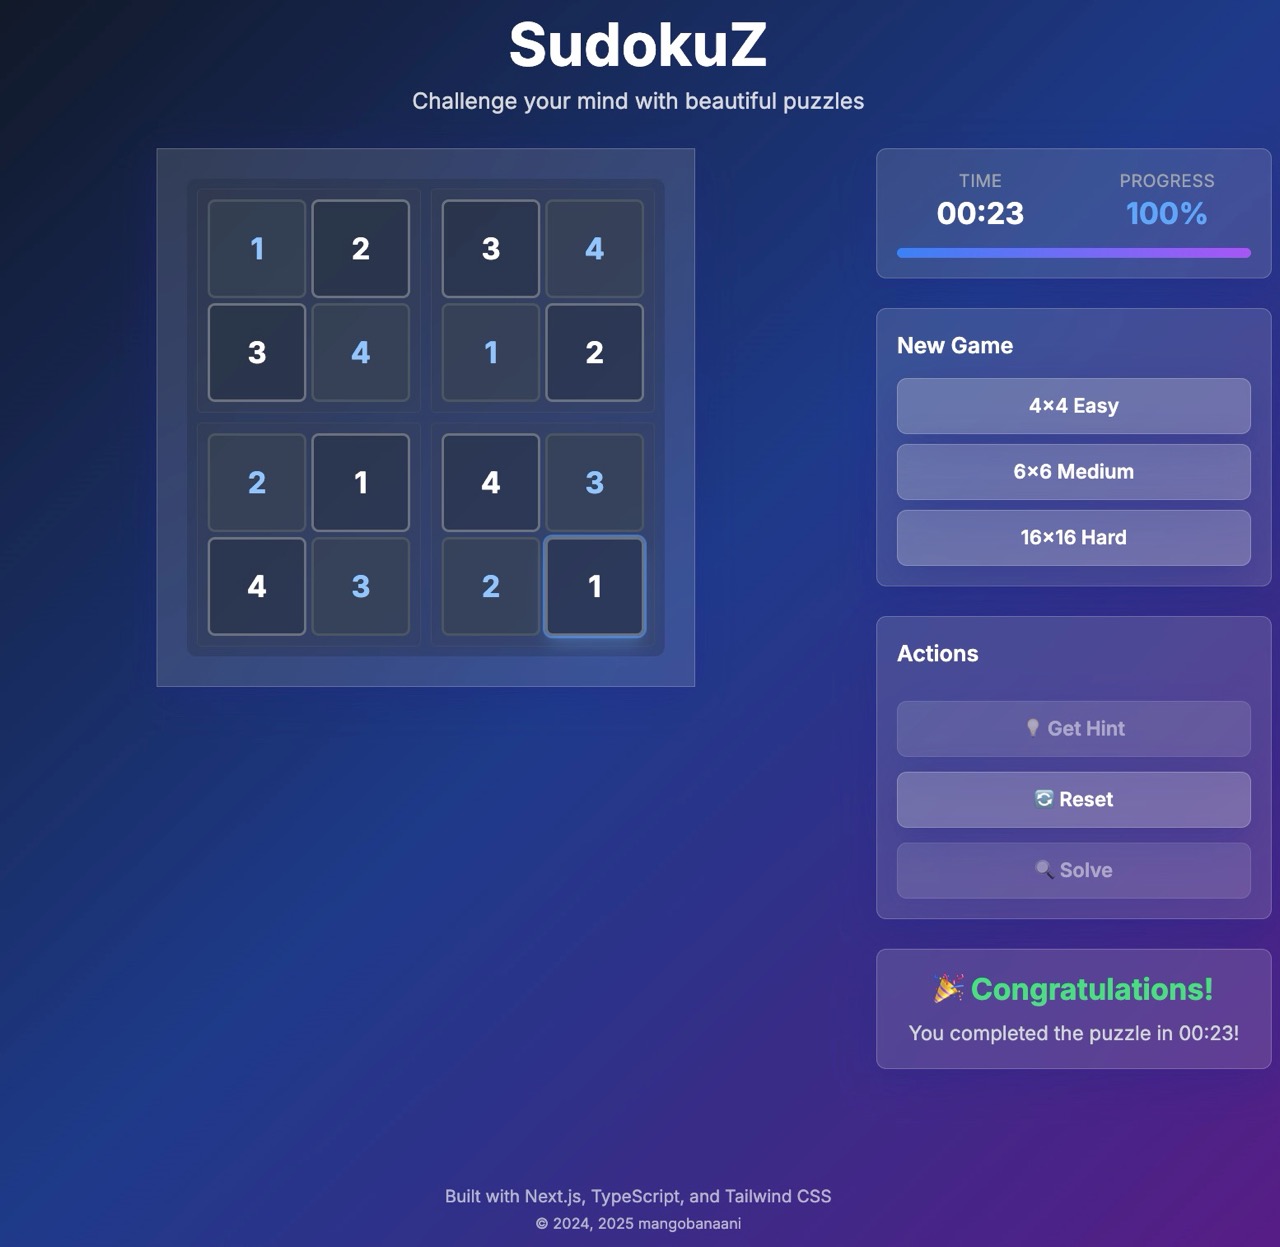 SudokuZ
Challenge your mind with beautiful puzzles
1 2 3 4
3 4 1 2
2 1 4 3
4 3 2 1
TIME PROGRESS
00:23 100%
New Game
4×4 Easy
6×6 Medium
16×16 Hard
Actions
💡 Get Hint
🔄 Reset
🔍 Solve
🎉 Congratulations!
You completed the puzzle in 00:23!
Built with Next.js, TypeScript, and Tailwind CSS
© 2024, 2025 mangobanaani